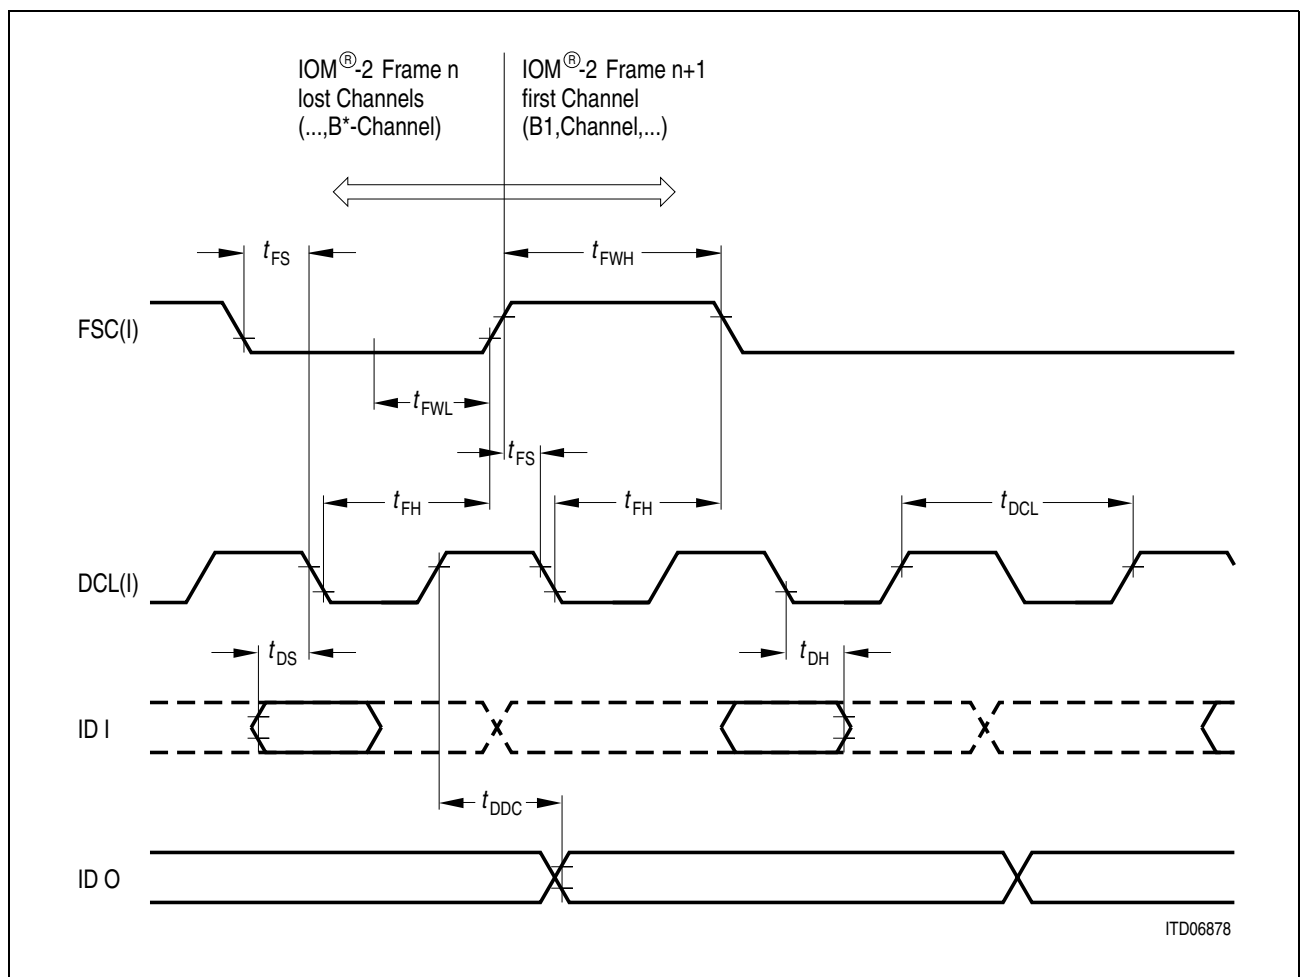 IOM®-2 Frame n
lost Channels
(...,B*-Channel)
IOM®-2 Frame n+1
first Channel
(B1,Channel,...)
tFS
tFWH
FSC(I)
tFWL
tFS
tFH
tFH
tDCL
DCL(I)
tDS
tDH
ID I
tDDC
ID O
ITD06878